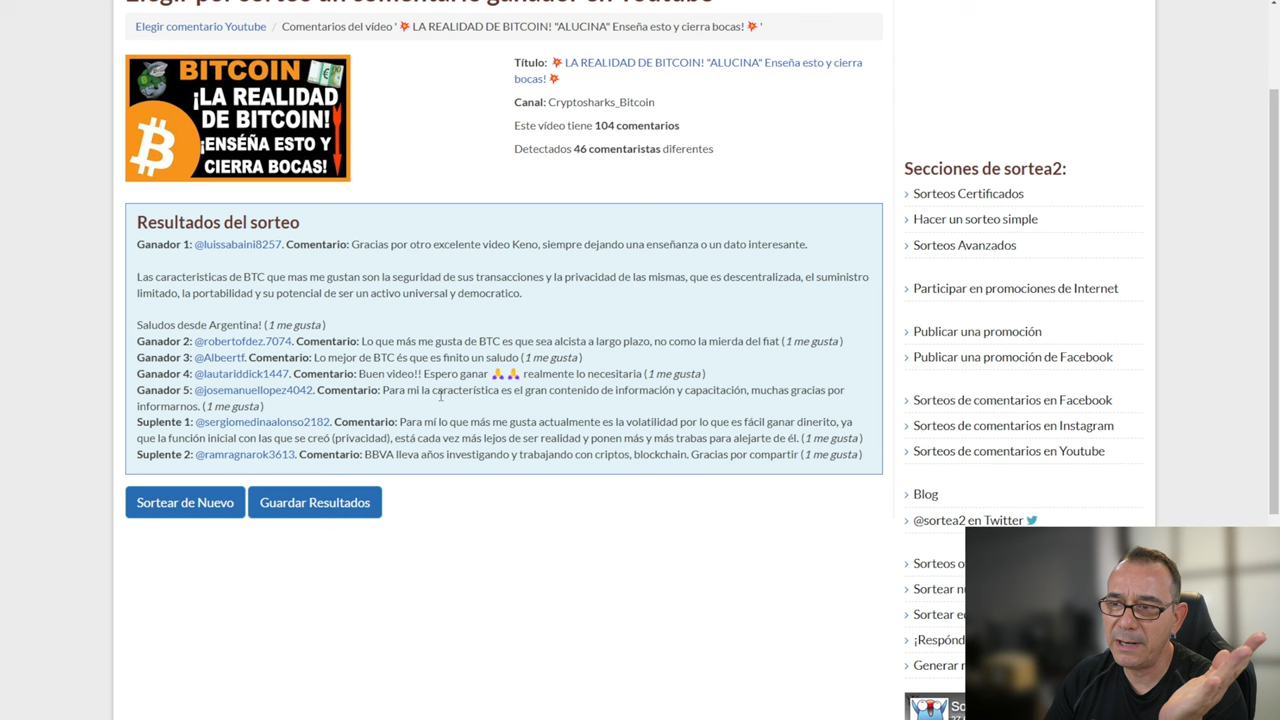 Elegir por sorteo un comentario ganador en Youtube
Elegir comentario Youtube › Comentarios del vídeo ' 💥 LA REALIDAD DE BITCOIN! "ALUCINA" Enseña esto y cierra bocas! 💥 '
BITCOIN
¡LA REALIDAD
DE BITCOIN!
¡ENSÉÑA ESTO Y
CIERRA BOCAS!
Título: 💥 LA REALIDAD DE BITCOIN! "ALUCINA" Enseña esto y cierra
bocas! 💥
Canal: Cryptosharks_Bitcoin
Este vídeo tiene 104 comentarios
Detectados 46 comentaristas diferentes
Resultados del sorteo
Ganador 1: @luissabaini8257. Comentario: Gracias por otro excelente video Keno, siempre dejando una enseñanza o un dato interesante.
Las caracteristicas de BTC que mas me gustan son la seguridad de sus transacciones y la privacidad de las mismas, que es descentralizada, el suministro
limitado, la portabilidad y su potencial de ser un activo universal y democratico.
Saludos desde Argentina! (1 me gusta)
Ganador 2: @robertofdez.7074. Comentario: Lo que más me gusta de BTC es que sea alcista a largo plazo, no como la mierda del fiat (1 me gusta)
Ganador 3: @Albeertf. Comentario: Lo mejor de BTC és que es finito un saludo (1 me gusta)
Ganador 4: @lautariddick1447. Comentario: Buen video!! Espero ganar 🙏🙏 realmente lo necesitaria (1 me gusta)
Ganador 5: @josemanuellopez4042. Comentario: Para mi la característica es el gran contenido de información y capacitación, muchas gracias por
informarnos. (1 me gusta)
Suplente 1: @sergiomedinaalonso2182. Comentario: Para mí lo que más me gusta actualmente es la volatilidad por lo que es fácil ganar dinerito, ya
que la función inicial con las que se creó (privacidad), está cada vez más lejos de ser realidad y ponen más y más trabas para alejarte de él. (1 me gusta)
Suplente 2: @ramragnarok3613. Comentario: BBVA lleva años investigando y trabajando con criptos, blockchain. Gracias por compartir (1 me gusta)
Sortear de Nuevo
Guardar Resultados
Secciones de sortea2:
Sorteos Certificados
Hacer un sorteo simple
Sorteos Avanzados
Participar en promociones de Internet
Publicar una promoción
Publicar una promoción de Facebook
Sorteos de comentarios en Facebook
Sorteos de comentarios en Instagram
Sorteos de comentarios en Youtube
Blog
@sortea2 en Twitter
Sorteos
Sortear
Sortear
Generar